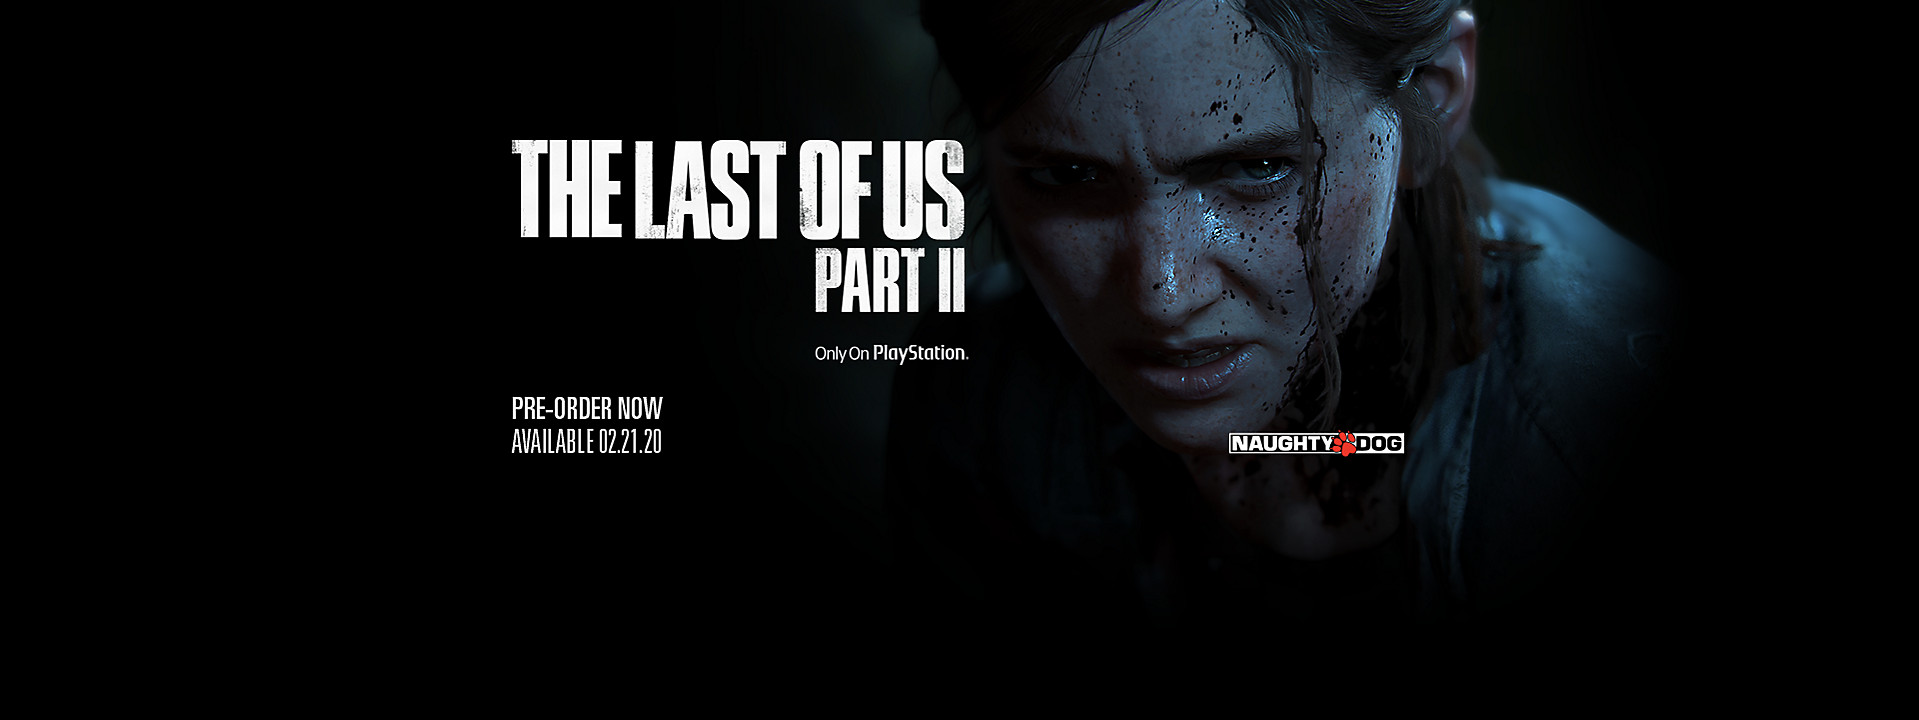 THE LAST OF US
PART II
Only On PlayStation.
PRE-ORDER NOW
AVAILABLE 02.21.20
NAUGHTY DOG